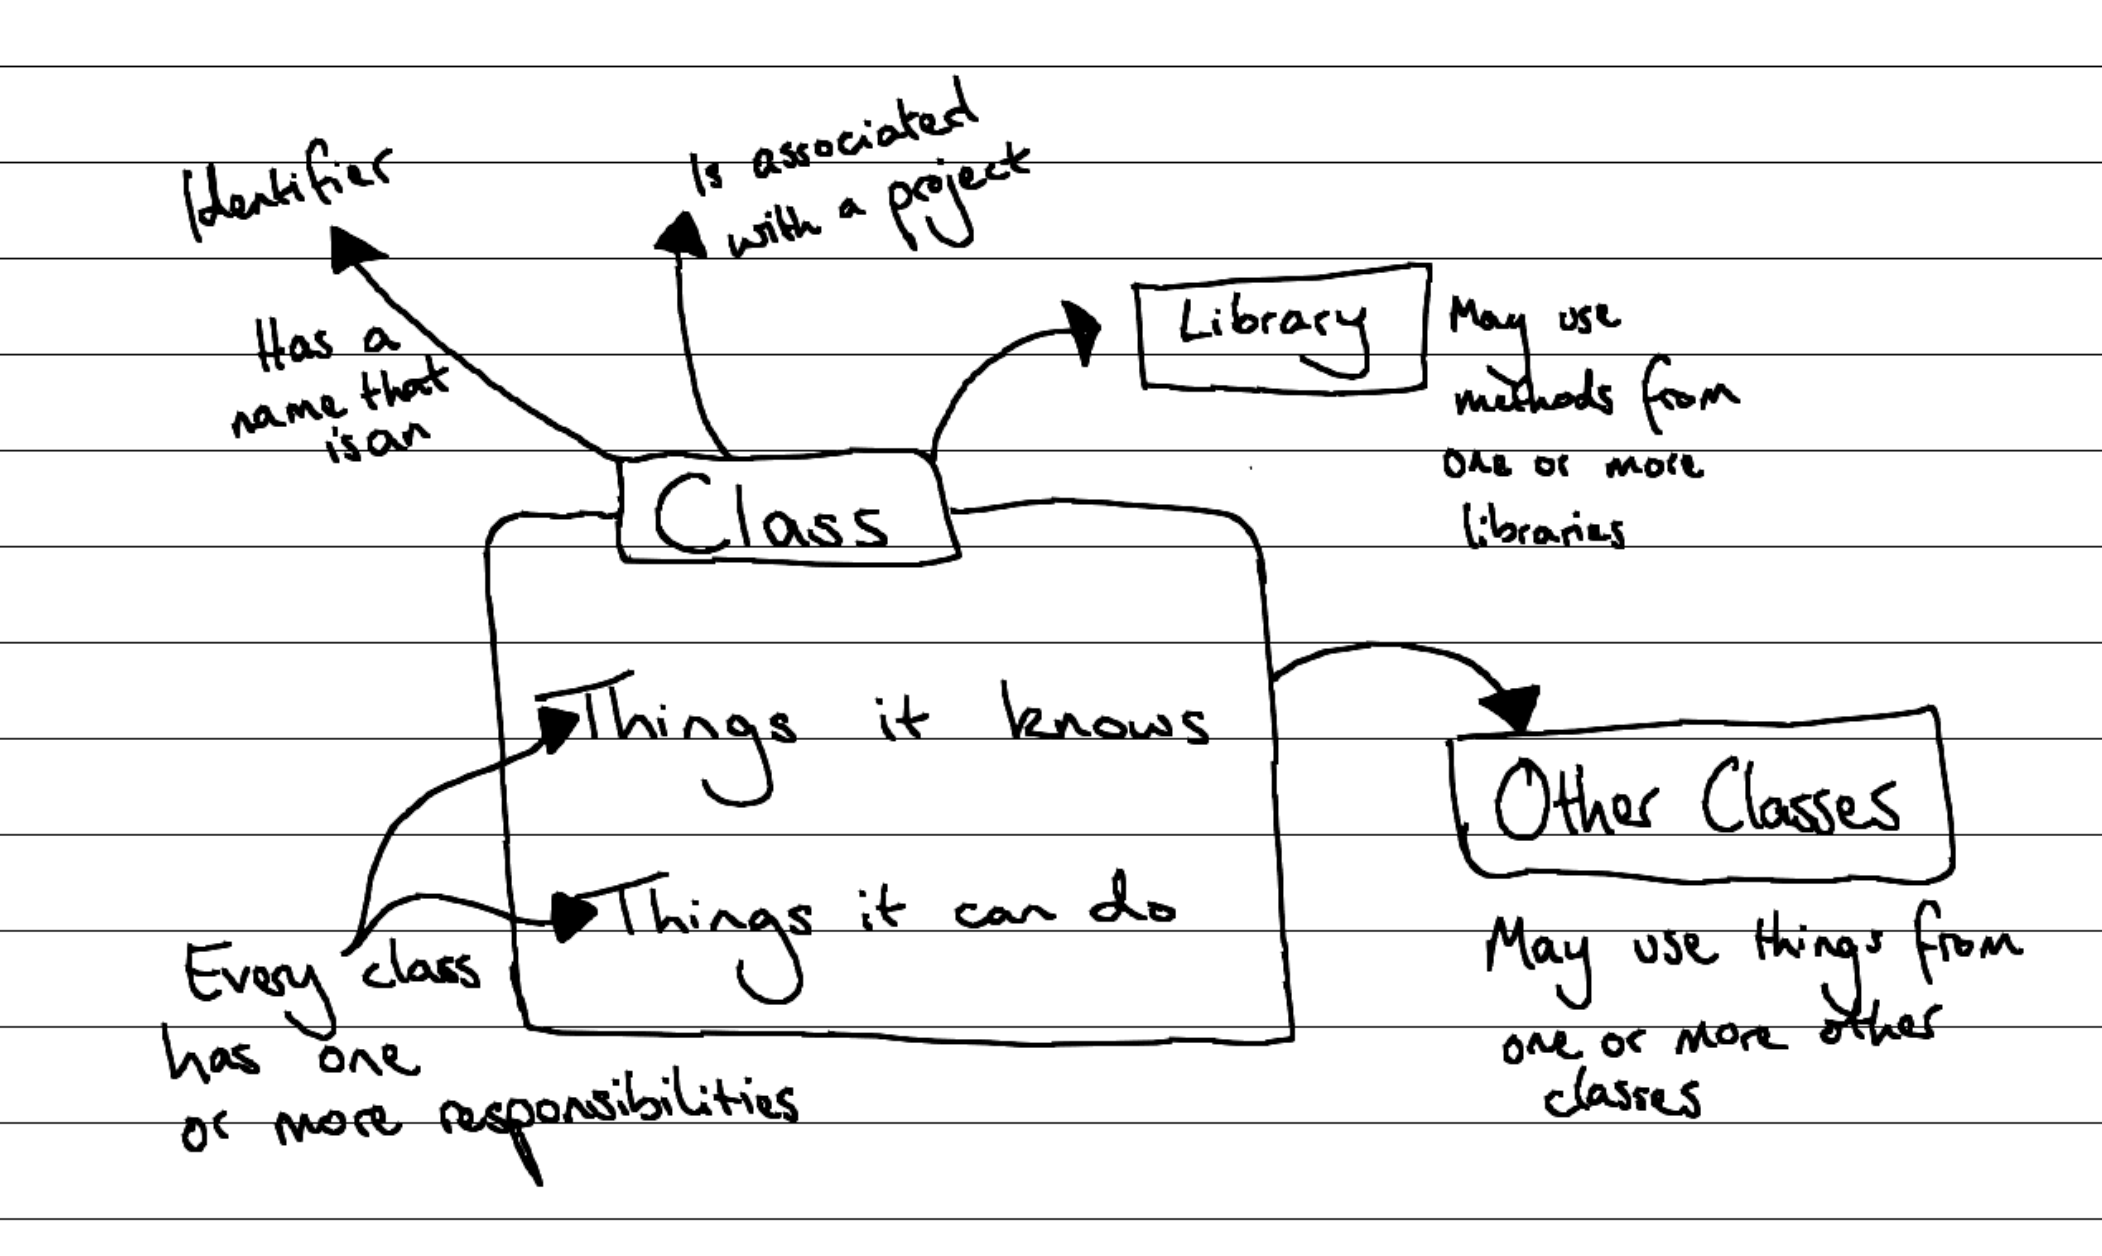 Identifier
Is associated
with a project
Has a
name that
is an
Library
May use
methods from
one or more
libraries
Class
Things it knows
Things it can do
Every class
has one
or more responsibilities
Other Classes
May use things from
one or more other
classes